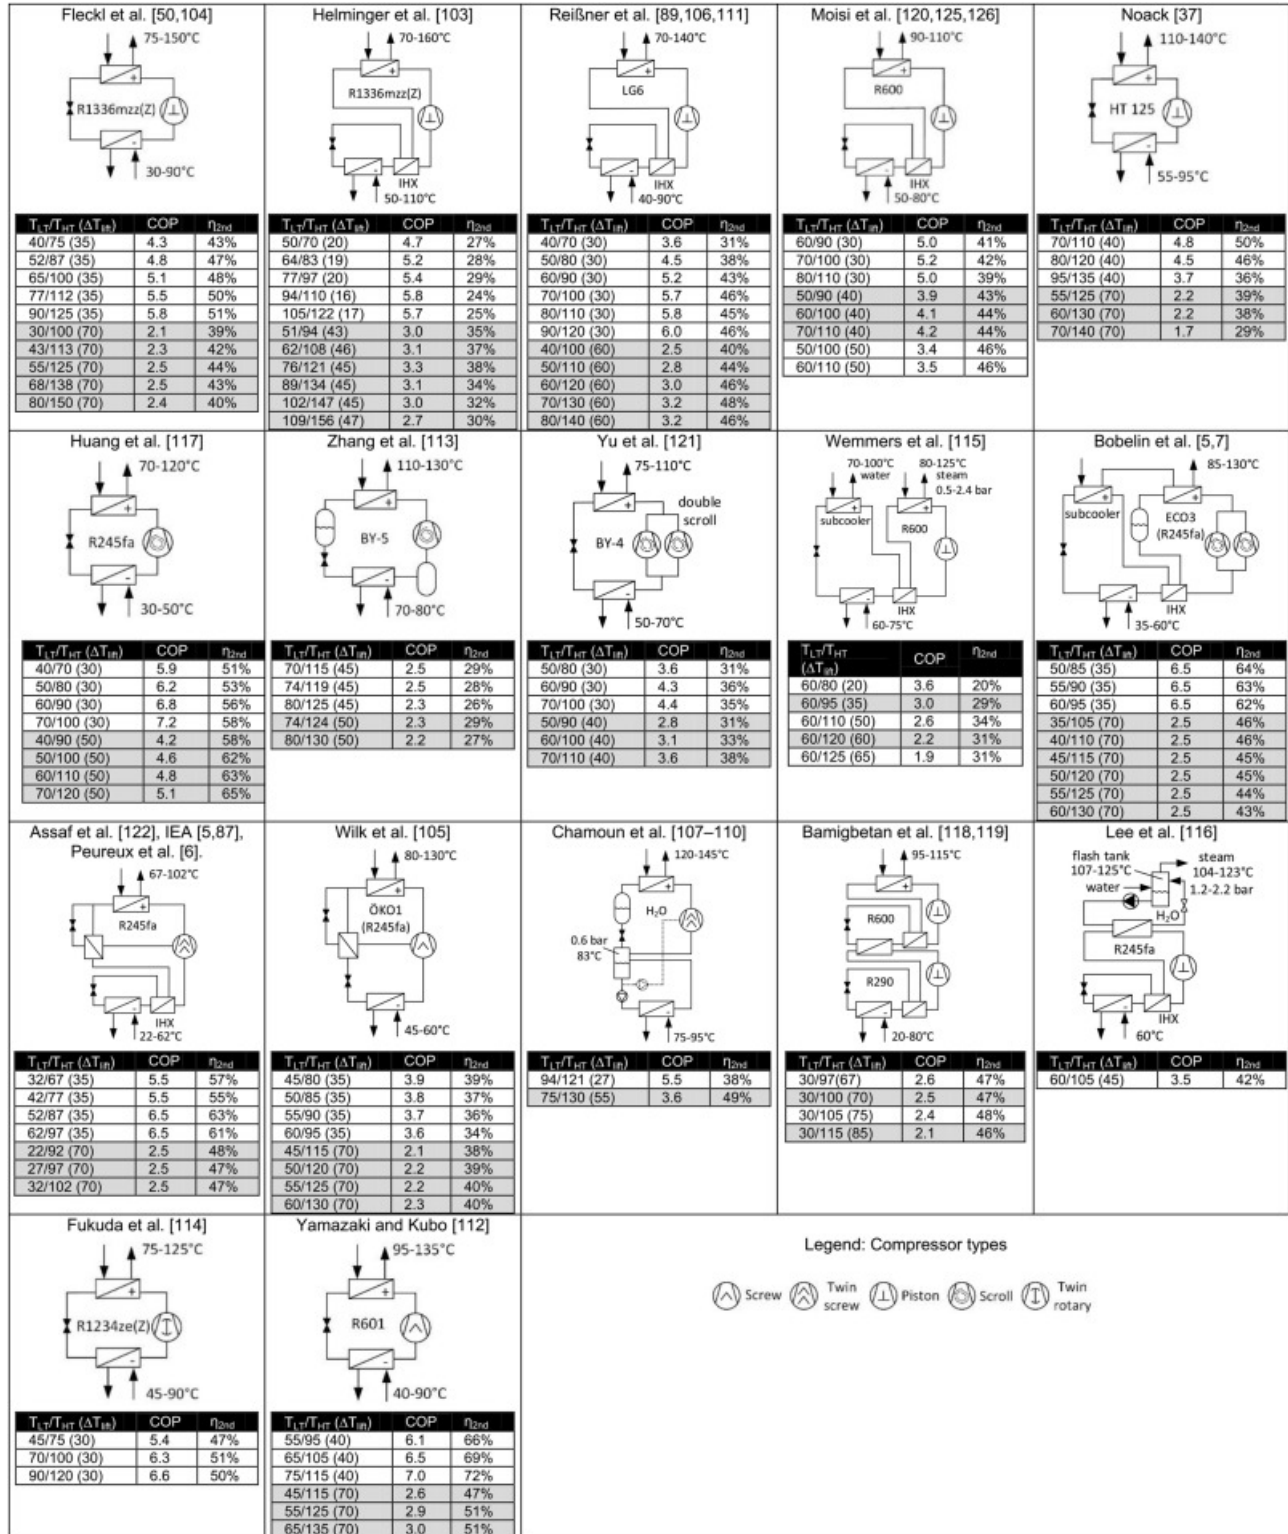 Fleckl et al. [50,104]
75-150°C
R1336mzz(Z)
30-90°C
T_LT/T_HT (ΔT_lift) COP η_2nd
40/75 (35) 4.3 43%
52/87 (35) 4.8 47%
65/100 (35) 5.1 48%
77/112 (35) 5.5 50%
90/125 (35) 5.8 51%
30/100 (70) 2.1 39%
43/113 (70) 2.3 42%
55/125 (70) 2.5 44%
68/138 (70) 2.5 43%
80/150 (70) 2.4 40%
Helminger et al. [103]
70-160°C
R1336mzz(Z)
IHX
50-110°C
T_LT/T_HT (ΔT_lift) COP η_2nd
50/70 (20) 4.7 27%
64/83 (19) 5.2 28%
77/97 (20) 5.4 29%
94/110 (16) 5.8 24%
105/122 (17) 5.7 25%
51/94 (43) 3.0 35%
62/108 (46) 3.1 37%
76/121 (45) 3.3 38%
89/134 (45) 3.1 34%
102/147 (45) 3.0 32%
109/156 (47) 2.7 30%
Reißner et al. [89,106,111]
70-140°C
LG6
IHX
40-90°C
T_LT/T_HT (ΔT_lift) COP η_2nd
40/70 (30) 3.6 31%
50/80 (30) 4.5 38%
60/90 (30) 5.2 43%
70/100 (30) 5.7 46%
80/110 (30) 5.8 45%
90/120 (30) 6.0 46%
40/100 (60) 2.5 40%
50/110 (60) 2.8 44%
60/120 (60) 3.0 46%
70/130 (60) 3.2 48%
80/140 (60) 3.2 46%
Moisi et al. [120,125,126]
90-110°C
R600
IHX
50-80°C
T_LT/T_HT (ΔT_lift) COP η_2nd
60/90 (30) 5.0 41%
70/100 (30) 5.2 42%
80/110 (30) 5.0 39%
50/90 (40) 3.9 43%
60/100 (40) 4.1 44%
70/110 (40) 4.2 44%
50/100 (50) 3.4 46%
60/110 (50) 3.5 46%
Noack [37]
110-140°C
HT 125
55-95°C
T_LT/T_HT (ΔT_lift) COP η_2nd
70/110 (40) 4.8 50%
80/120 (40) 4.5 46%
95/135 (40) 3.7 36%
55/125 (70) 2.2 39%
60/130 (70) 2.2 38%
70/140 (70) 1.7 29%
Huang et al. [117]
70-120°C
R245fa
30-50°C
T_LT/T_HT (ΔT_lift) COP η_2nd
40/70 (30) 5.9 51%
50/80 (30) 6.2 53%
60/90 (30) 6.8 56%
70/100 (30) 7.2 58%
40/90 (50) 4.2 58%
50/100 (50) 4.6 62%
60/110 (50) 4.8 63%
70/120 (50) 5.1 65%
Zhang et al. [113]
110-130°C
BY-5
70-80°C
T_LT/T_HT (ΔT_lift) COP η_2nd
70/115 (45) 2.5 29%
74/119 (45) 2.5 28%
80/125 (45) 2.3 26%
74/124 (50) 2.3 29%
80/130 (50) 2.2 27%
Yu et al. [121]
75-110°C
double
scroll
BY-4
50-70°C
T_LT/T_HT (ΔT_lift) COP η_2nd
50/80 (30) 3.6 31%
60/90 (30) 4.3 36%
70/100 (30) 4.4 35%
50/90 (40) 2.8 31%
60/100 (40) 3.1 33%
70/110 (40) 3.6 38%
Wemmers et al. [115]
70-100°C 80-125°C
water steam
0.5-2.4 bar
subcooler R600
IHX
60-75°C
T_LT/T_HT COP η_2nd
(ΔT_lift)
60/80 (20) 3.6 20%
60/95 (35) 3.0 29%
60/110 (50) 2.6 34%
60/120 (60) 2.2 31%
60/125 (65) 1.9 31%
Bobelin et al. [5,7]
85-130°C
subcooler ECO3
(R245fa)
IHX
35-60°C
T_LT/T_HT (ΔT_lift) COP η_2nd
50/85 (35) 6.5 64%
55/90 (35) 6.5 63%
60/95 (35) 6.5 62%
35/105 (70) 2.5 46%
40/110 (70) 2.5 46%
45/115 (70) 2.5 45%
50/120 (70) 2.5 45%
55/125 (70) 2.5 44%
60/130 (70) 2.5 43%
Assaf et al. [122], IEA [5,87],
Peureux et al. [6].
67-102°C
R245fa
IHX
22-62°C
T_LT/T_HT (ΔT_lift) COP η_2nd
32/67 (35) 5.5 57%
42/77 (35) 5.5 55%
52/87 (35) 6.5 63%
62/97 (35) 6.5 61%
22/92 (70) 2.5 48%
27/97 (70) 2.5 47%
32/102 (70) 2.5 47%
Wilk et al. [105]
80-130°C
ÖKO1
(R245fa)
45-60°C
T_LT/T_HT (ΔT_lift) COP η_2nd
45/80 (35) 3.9 39%
50/85 (35) 3.8 37%
55/90 (35) 3.7 36%
60/95 (35) 3.6 34%
45/115 (70) 2.1 38%
50/120 (70) 2.2 39%
55/125 (70) 2.2 40%
60/130 (70) 2.3 40%
Chamoun et al. [107–110]
120-145°C
H₂O
0.6 bar
83°C
75-95°C
T_LT/T_HT (ΔT_lift) COP η_2nd
94/121 (27) 5.5 38%
75/130 (55) 3.6 49%
Bamigbetan et al. [118,119]
95-115°C
R600
R290
20-80°C
T_LT/T_HT (ΔT_lift) COP η_2nd
30/97(67) 2.6 47%
30/100 (70) 2.5 47%
30/105 (75) 2.4 48%
30/115 (85) 2.1 46%
Lee et al. [116]
flash tank steam
107-125°C 104-123°C
water 1.2-2.2 bar
H₂O
R245fa
IHX
60°C
T_LT/T_HT (ΔT_lift) COP η_2nd
60/105 (45) 3.5 42%
Fukuda et al. [114]
75-125°C
R1234ze(Z)
45-90°C
T_LT/T_HT (ΔT_lift) COP η_2nd
45/75 (30) 5.4 47%
70/100 (30) 6.3 51%
90/120 (30) 6.6 50%
Yamazaki and Kubo [112]
95-135°C
R601
40-90°C
T_LT/T_HT (ΔT_lift) COP η_2nd
55/95 (40) 6.1 66%
65/105 (40) 6.5 69%
75/115 (40) 7.0 72%
45/115 (70) 2.6 47%
55/125 (70) 2.9 51%
65/135 (70) 3.0 51%
Legend: Compressor types
Screw Twin screw Piston Scroll Twin rotary